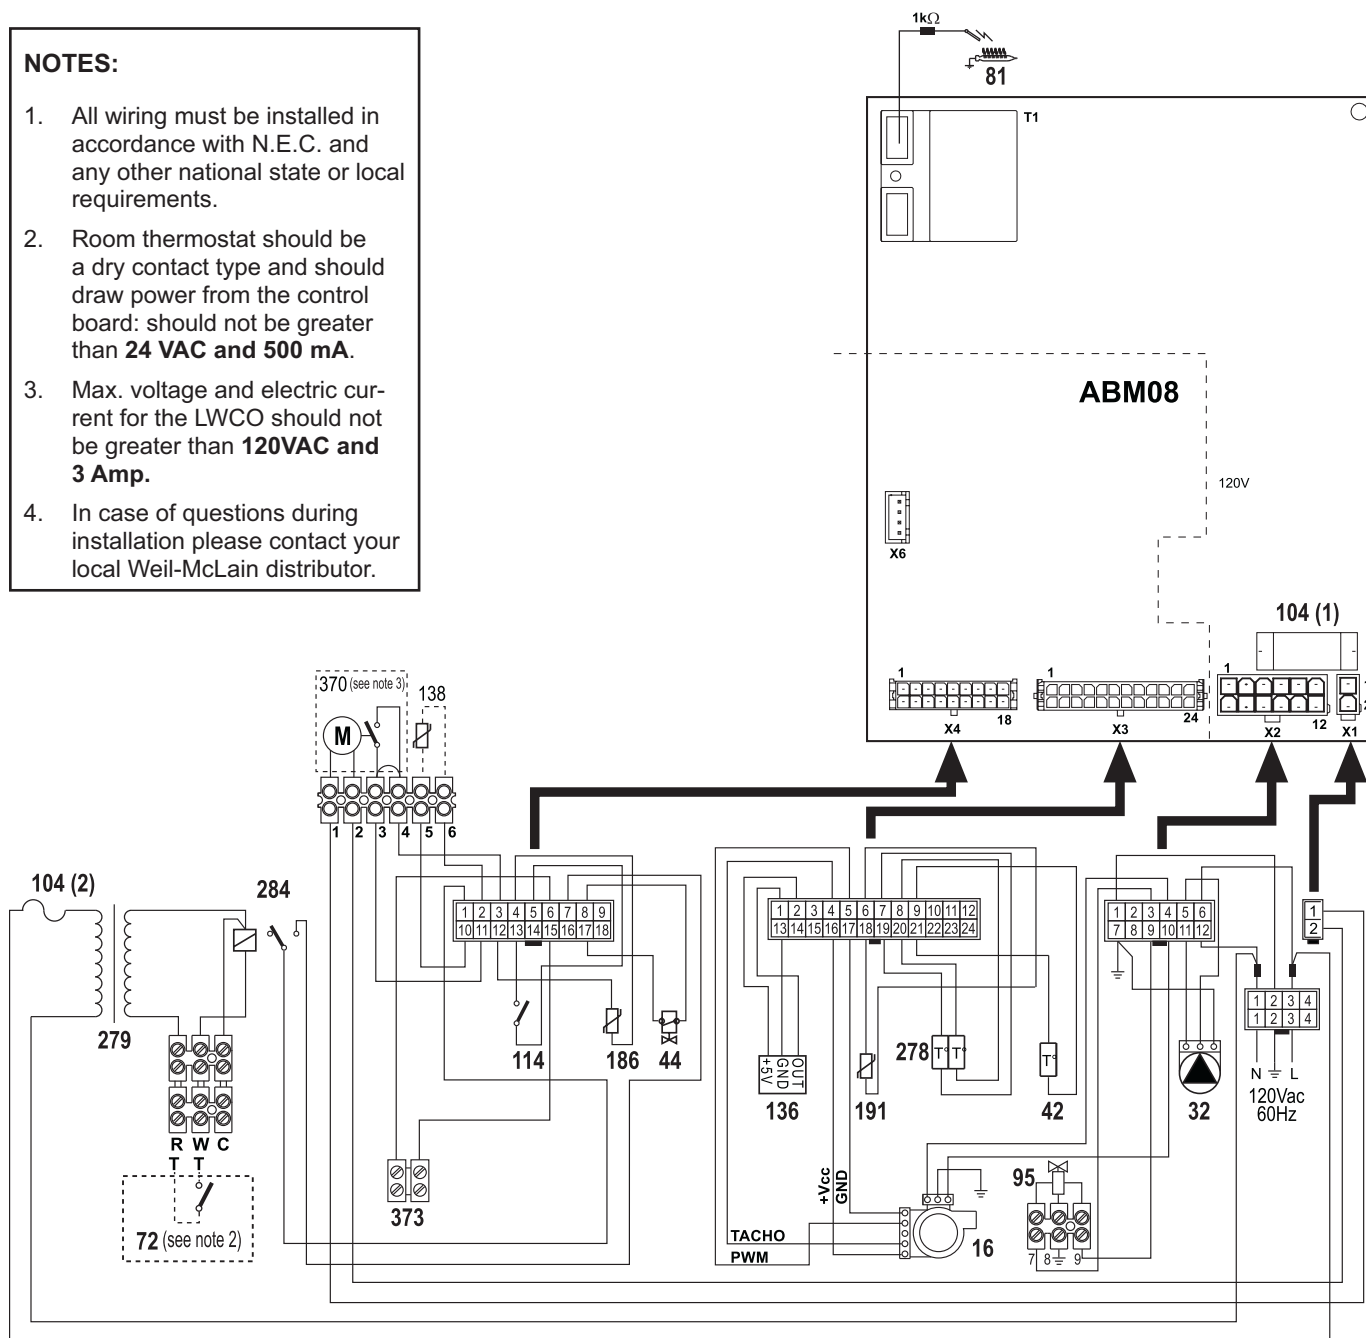 NOTES:
1. All wiring must be installed in
accordance with N.E.C. and
any other national state or local
requirements.
2. Room thermostat should be
a dry contact type and should
draw power from the control
board: should not be greater
than 24 VAC and 500 mA.
3. Max. voltage and electric cur-
rent for the LWCO should not
be greater than 120VAC and
3 Amp.
4. In case of questions during
installation please contact your
local Weil-McLain distributor.
1kΩ
81
T1
ABM08
120V
X6
104 (1)
1
18
X4
1
24
X3
1
12
X2
1
2
X1
370 (see note 3)
138
M
1 2 3 4 5 6
104 (2)
284
279
1 2 3 4 5 6 7 8 9
10 11 12 13 14 15 16 17 18
1 2 3 4 5 6 7 8 9 10 11 12
13 14 15 16 17 18 19 20 21 22 23 24
1 2 3 4 5 6
7 8 9 10 11 12
1
2
1 2 3 4
1 2 3 4
N L
120Vac
60Hz
114
186
44
+5V
GND
OUT
136
191
278
T°
T°
T°
42
32
R W C
T T
72 (see note 2)
373
+Vcc
GND
TACHO
PWM
16
95
7 8 9